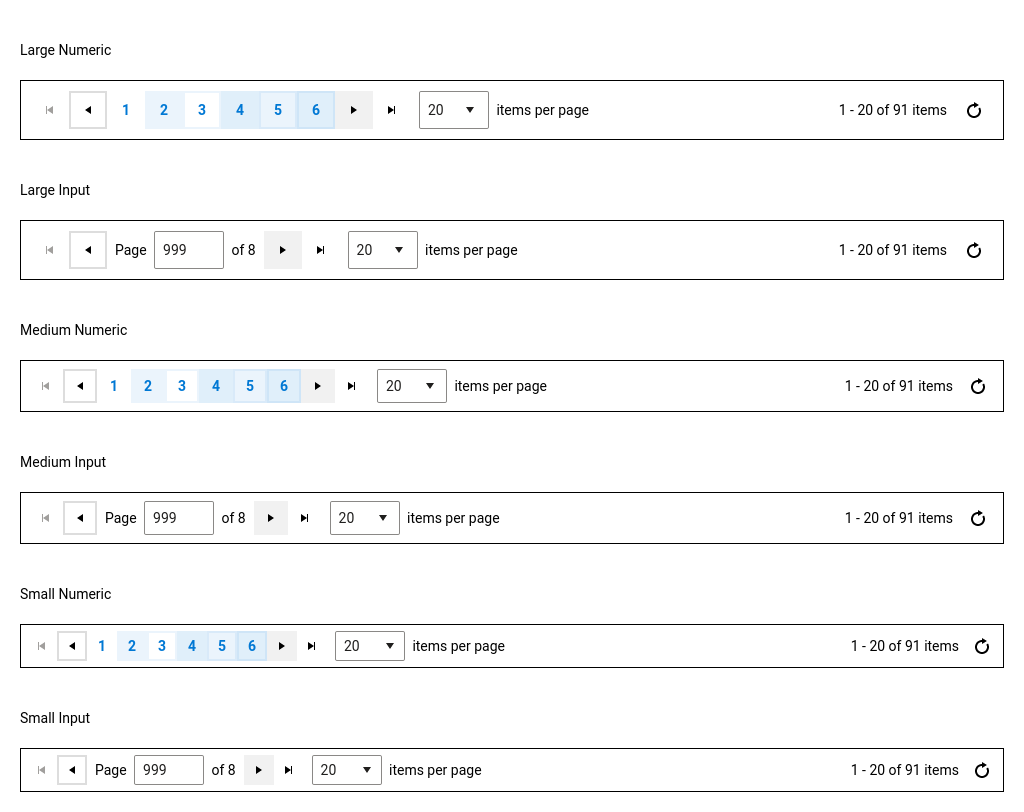 Large Numeric
1 2 3 4 5 6 20 items per page 1 - 20 of 91 items
Large Input
Page 999 of 8 20 items per page 1 - 20 of 91 items
Medium Numeric
1 2 3 4 5 6 20 items per page 1 - 20 of 91 items
Medium Input
Page 999 of 8 20 items per page 1 - 20 of 91 items
Small Numeric
1 2 3 4 5 6 20 items per page 1 - 20 of 91 items
Small Input
Page 999 of 8 20 items per page 1 - 20 of 91 items